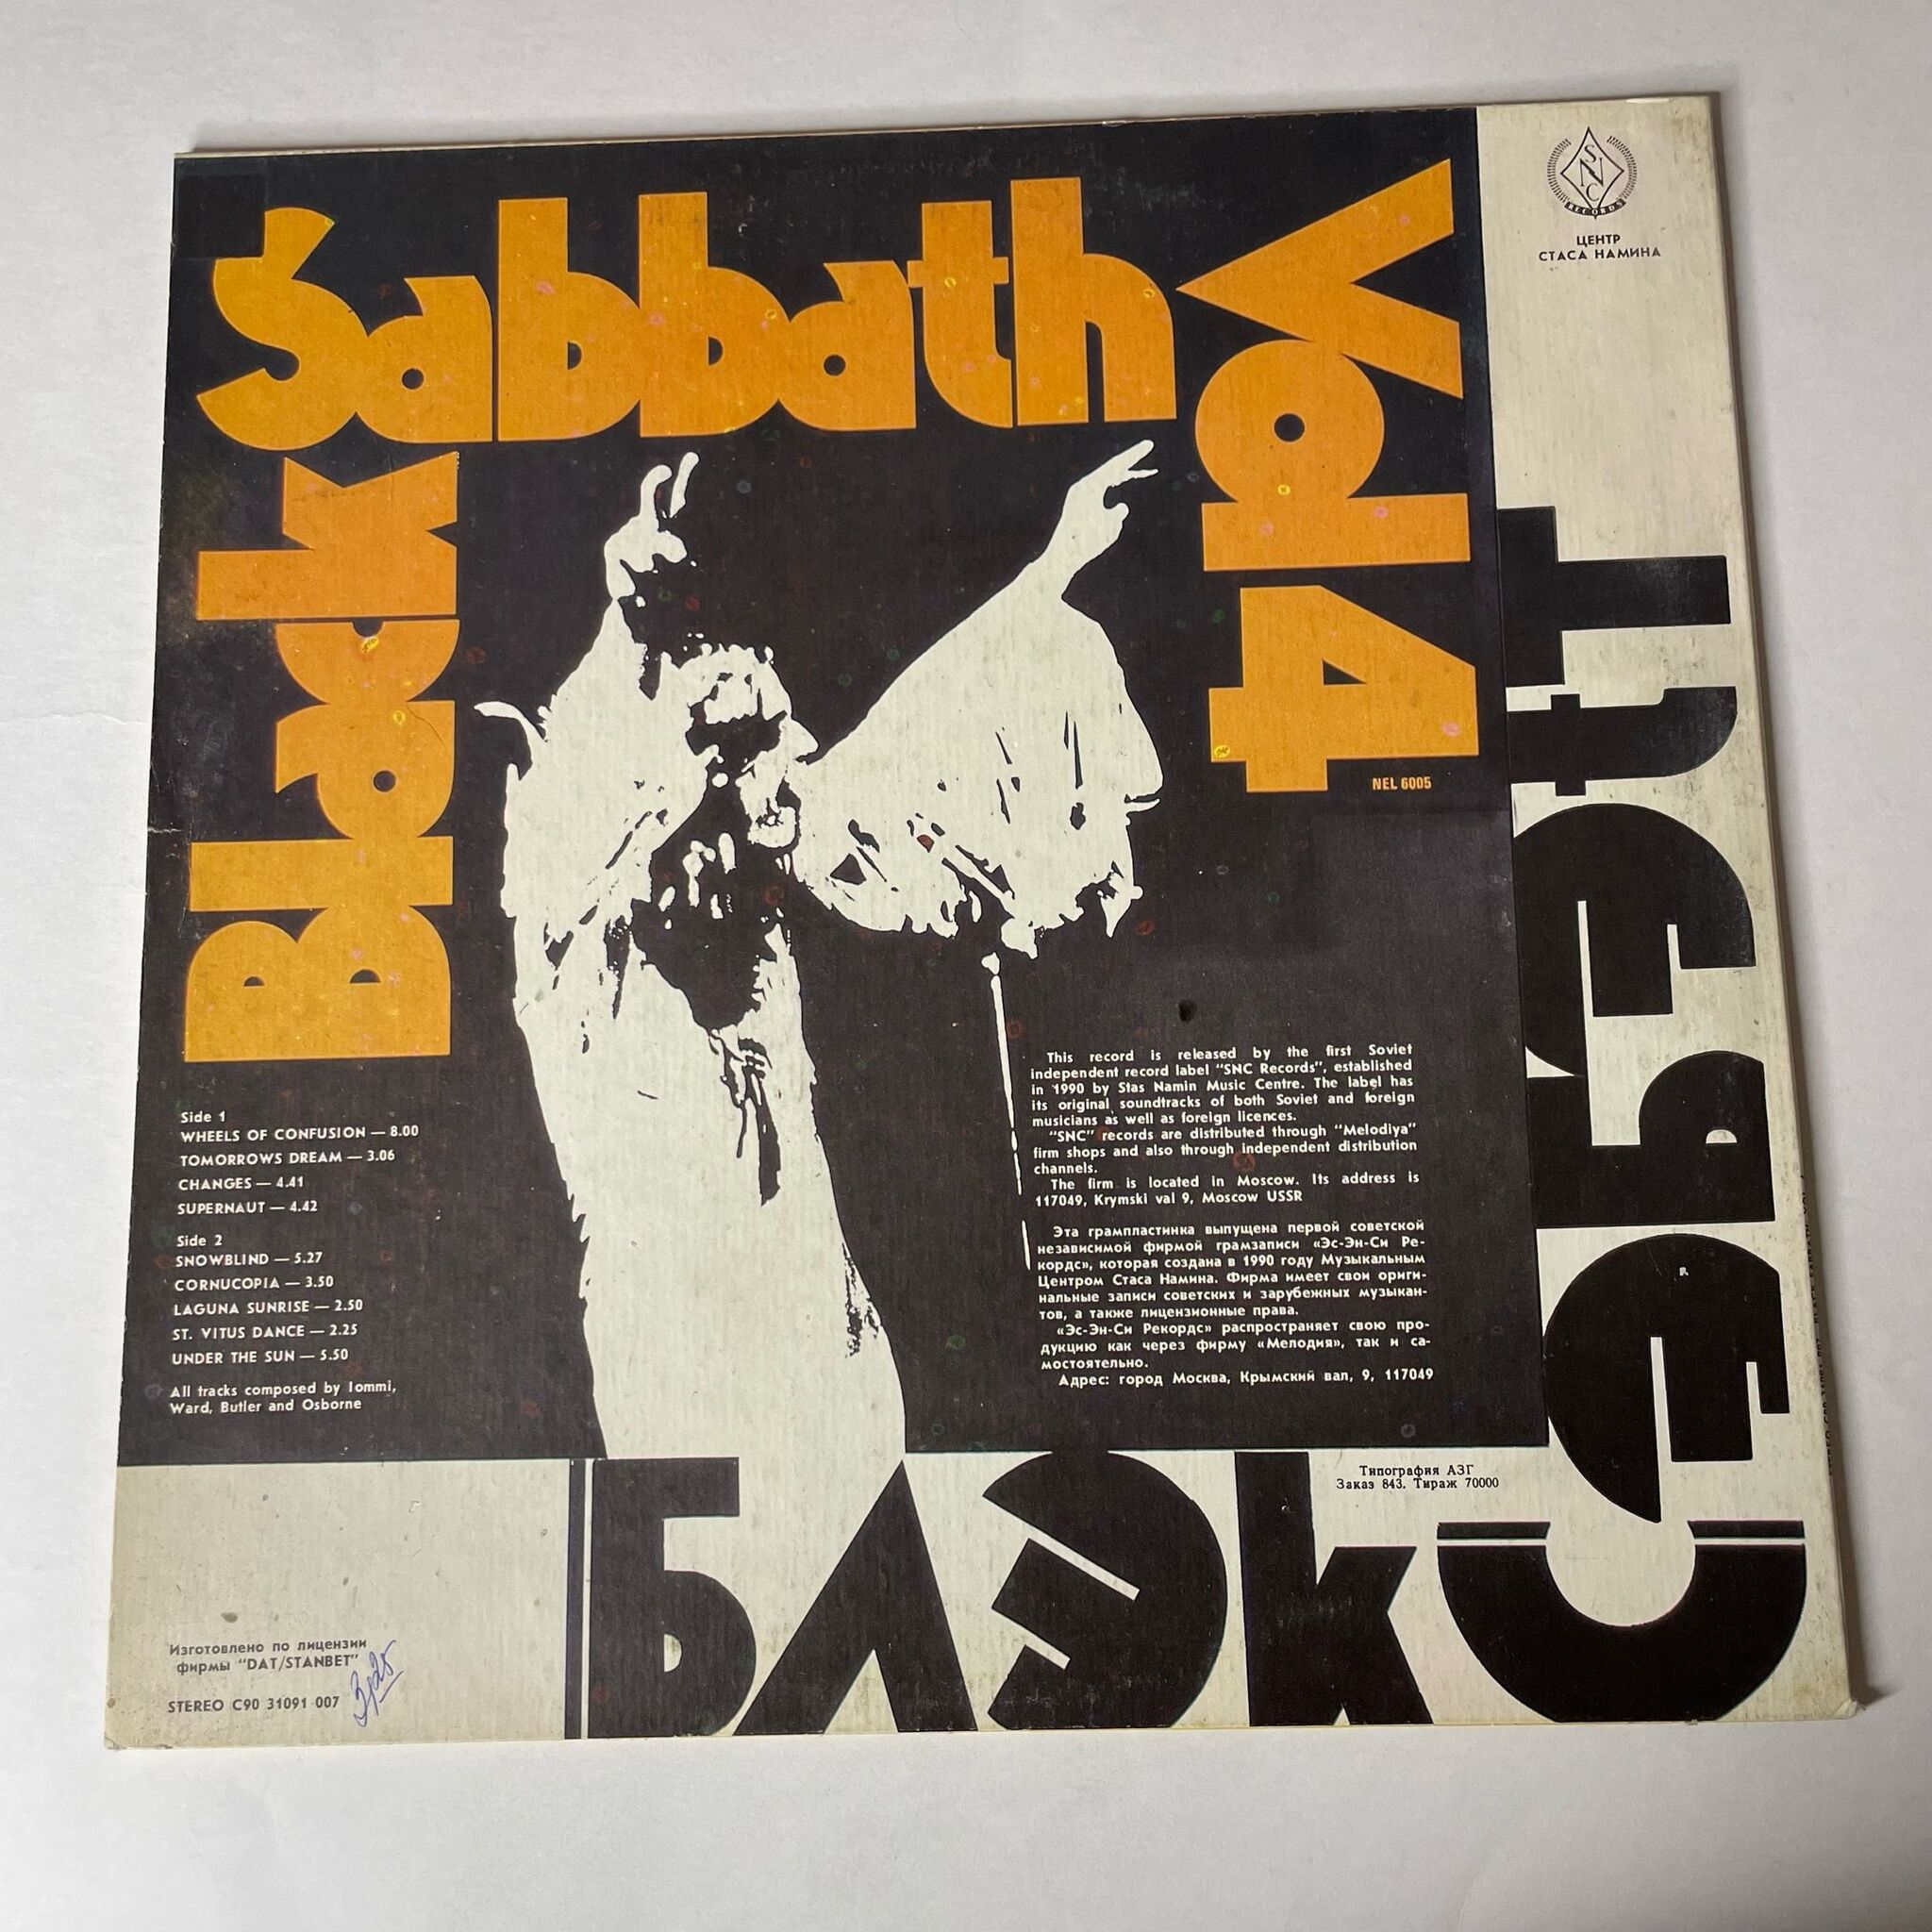 Black
Sabbath
Vol 4
NEL 6005
SNC
RECORDS
ЦЕНТР
СТАСА НАМИНА
Side 1
WHEELS OF CONFUSION — 8.00
TOMORROWS DREAM — 3.06
CHANGES — 4.41
SUPERNAUT — 4.42
Side 2
SNOWBLIND — 5.27
CORNUCOPIA — 3.50
LAGUNA SUNRISE — 2.50
ST. VITUS DANCE — 2.25
UNDER THE SUN — 5.50
All tracks composed by Iommi,
Ward, Butler and Osborne
This record is released by the first Soviet
independent record label "SNC Records", established
in 1990 by Stas Namin Music Centre. The label has
its original soundtracks of both Soviet and foreign
musicians as well as foreign licences.
"SNC" records are distributed through "Melodiya"
firm shops and also through independent distribution
channels.
The firm is located in Moscow. Its address is
117049, Krymski val 9, Moscow USSR
Эта грампластинка выпущена первой советской
независимой фирмой грамзаписи «Эс-Эн-Си Ре-
кордс», которая создана в 1990 году Музыкальным
Центром Стаса Намина. Фирма имеет свои ориги-
нальные записи советских и зарубежных музыкан-
тов, а также лицензионные права.
«Эс-Эн-Си Рекордс» распространяет свою про-
дукцию как через фирму «Мелодия», так и са-
мостоятельно.
Адрес: город Москва, Крымский вал, 9, 117049
Типография АЗГ
Заказ 843. Тираж 70000
БЛЭК
СЭБЭТ
Изготовлено по лицензии
фирмы "DAT/STANBET"
STEREO С90 31091 007